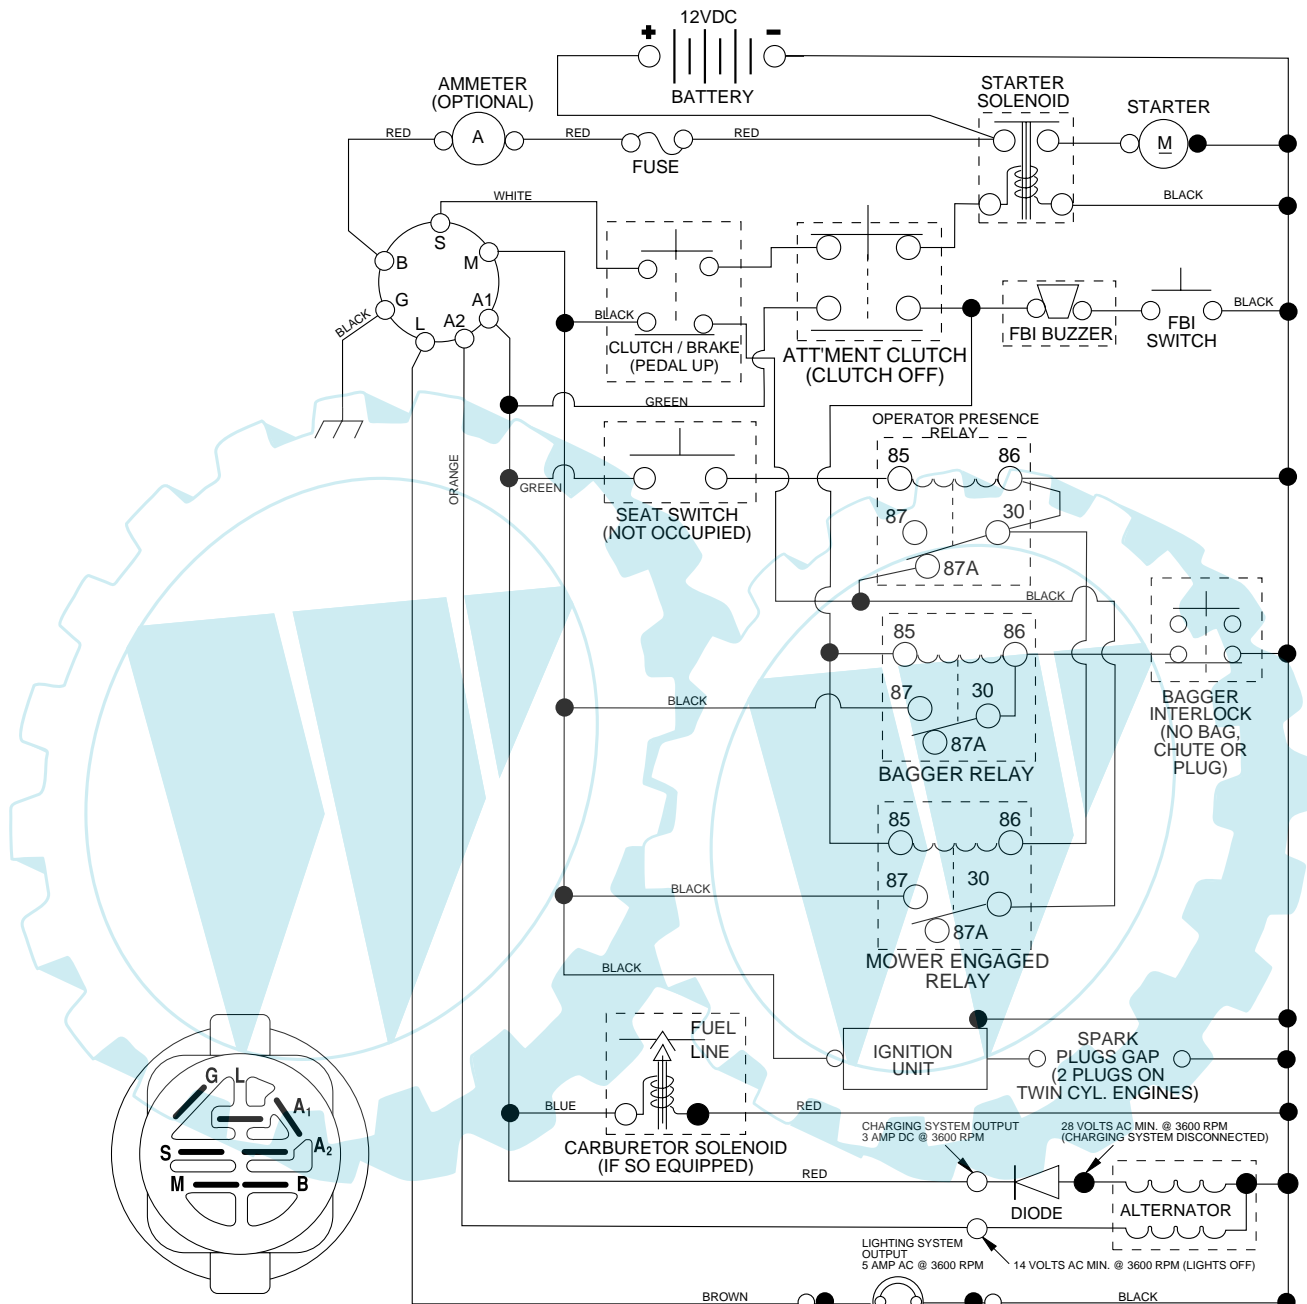 12VDC
+
-
BATTERY
AMMETER
(OPTIONAL)
STARTER
SOLENOID
STARTER
RED
A
RED
FUSE
RED
M
WHITE
BLACK
S
B
M
G
A1
L
A2
BLACK
BLACK
CLUTCH / BRAKE
(PEDAL UP)
ATT'MENT CLUTCH
(CLUTCH OFF)
FBI BUZZER
FBI
SWITCH
BLACK
GREEN
OPERATOR PRESENCE
RELAY
ORANGE
GREEN
SEAT SWITCH
(NOT OCCUPIED)
85
86
87
30
87A
BLACK
85
86
BLACK
87
30
87A
BAGGER RELAY
BAGGER
INTERLOCK
(NO BAG,
CHUTE OR
PLUG)
85
86
BLACK
87
30
87A
MOWER ENGAGED
RELAY
BLACK
FUEL
LINE
IGNITION
UNIT
SPARK
PLUGS GAP
(2 PLUGS ON
TWIN CYL. ENGINES)
BLUE
RED
CARBURETOR SOLENOID
(IF SO EQUIPPED)
CHARGING SYSTEM OUTPUT
3 AMP DC @ 3600 RPM
28 VOLTS AC MIN. @ 3600 RPM
(CHARGING SYSTEM DISCONNECTED)
RED
DIODE
ALTERNATOR
LIGHTING SYSTEM
OUTPUT
5 AMP AC @ 3600 RPM
14 VOLTS AC MIN. @ 3600 RPM (LIGHTS OFF)
BROWN
BLACK
G
L
A1
A2
S
M
B